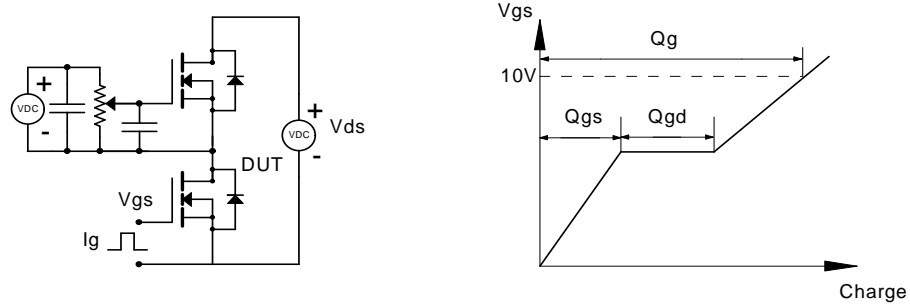 +
VDC
-
+
VDC
-
Vds
DUT
Vgs
Ig
Vgs
Qg
10V
Qgs
Qgd
Charge